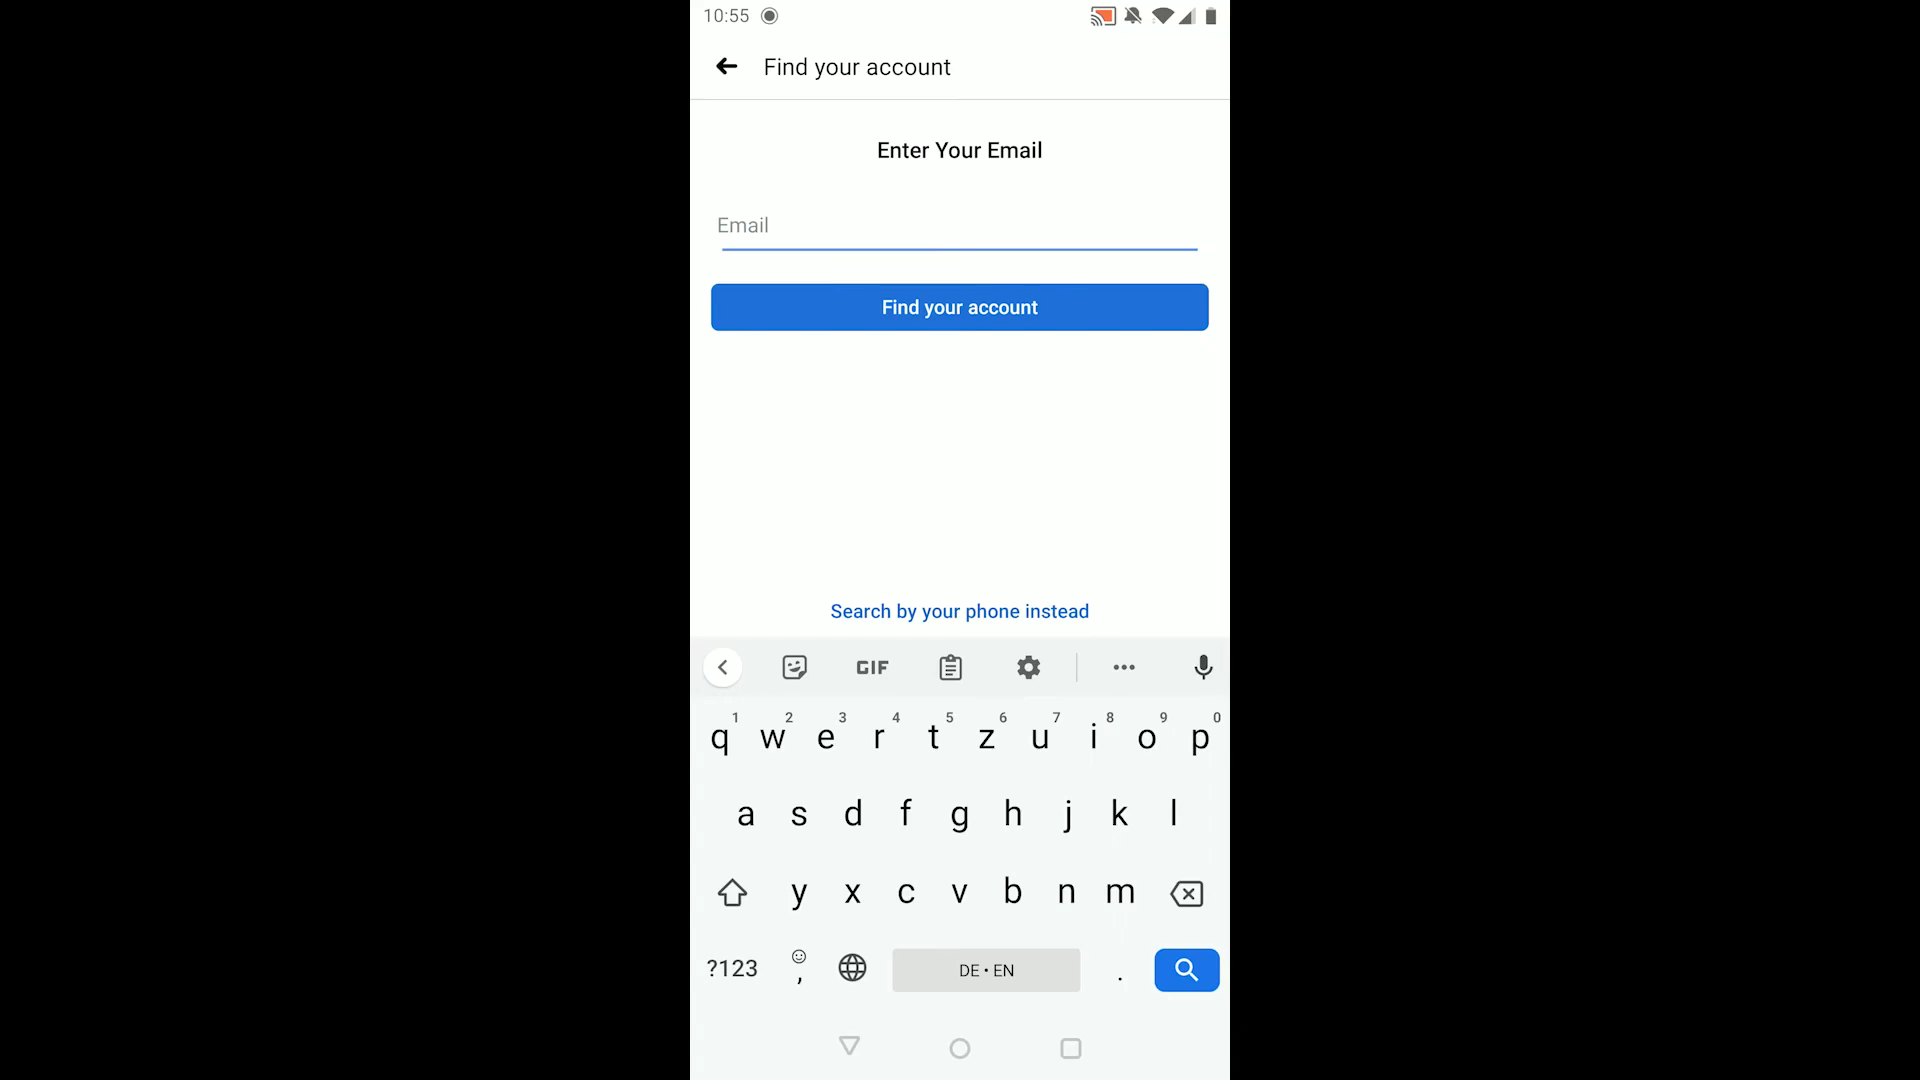 10:55
Find your account
Enter Your Email
Email
Find your account
Search by your phone instead
GIF
1 2 3 4 5 6 7 8 9 0
q w e r t z u i o p
a s d f g h j k l
y x c v b n m
?123 , DE • EN .